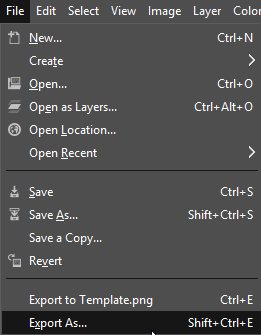 File Edit Select View Image Layer
New... Ctrl+N
Create
Open... Ctrl+O
Open as Layers... Ctrl+Alt+O
Open Location...
Open Recent
Save Ctrl+S
Save As... Shift+Ctrl+S
Save a Copy...
Revert
Export to Template.png Ctrl+E
Export As... Shift+Ctrl+E